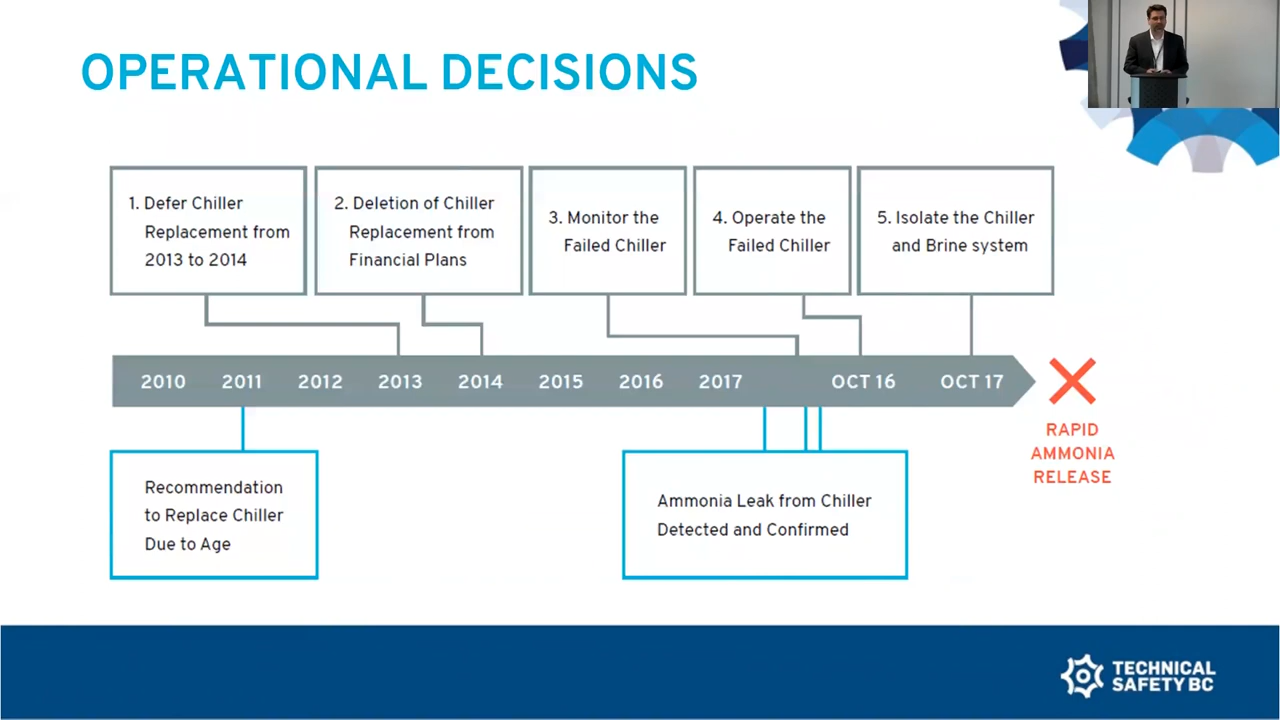 OPERATIONAL DECISIONS
1. Defer Chiller
Replacement from
2013 to 2014
2. Deletion of Chiller
Replacement from
Financial Plans
3. Monitor the
Failed Chiller
4. Operate the
Failed Chiller
5. Isolate the Chiller
and Brine system
2010 2011 2012 2013 2014 2015 2016 2017 OCT 16 OCT 17
RAPID
AMMONIA
RELEASE
Recommendation
to Replace Chiller
Due to Age
Ammonia Leak from Chiller
Detected and Confirmed
TECHNICAL
SAFETY BC